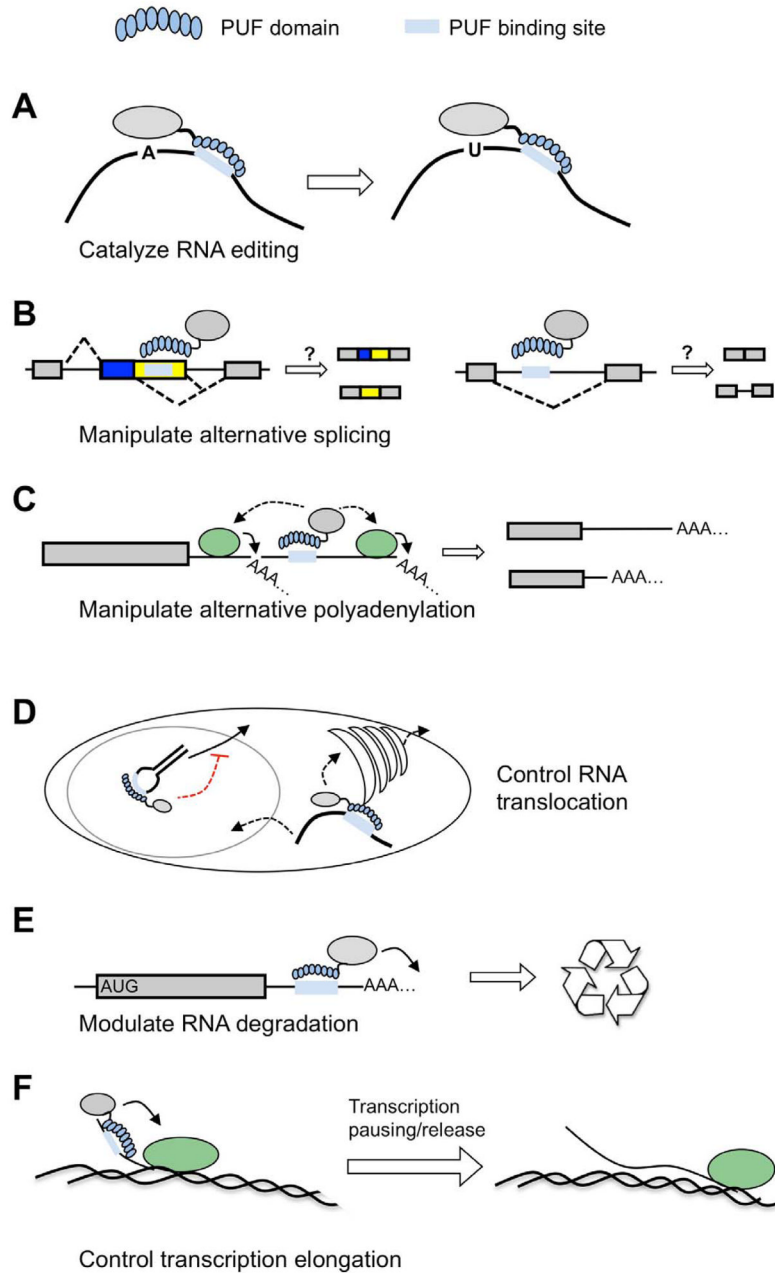 PUF domain
PUF binding site
A
A
U
Catalyze RNA editing
B
?
?
Manipulate alternative splicing
C
AAA...
AAA...
AAA...
AAA...
Manipulate alternative polyadenylation
D
Control RNA
translocation
E
AUG
AAA...
Modulate RNA degradation
F
Transcription
pausing/release
Control transcription elongation